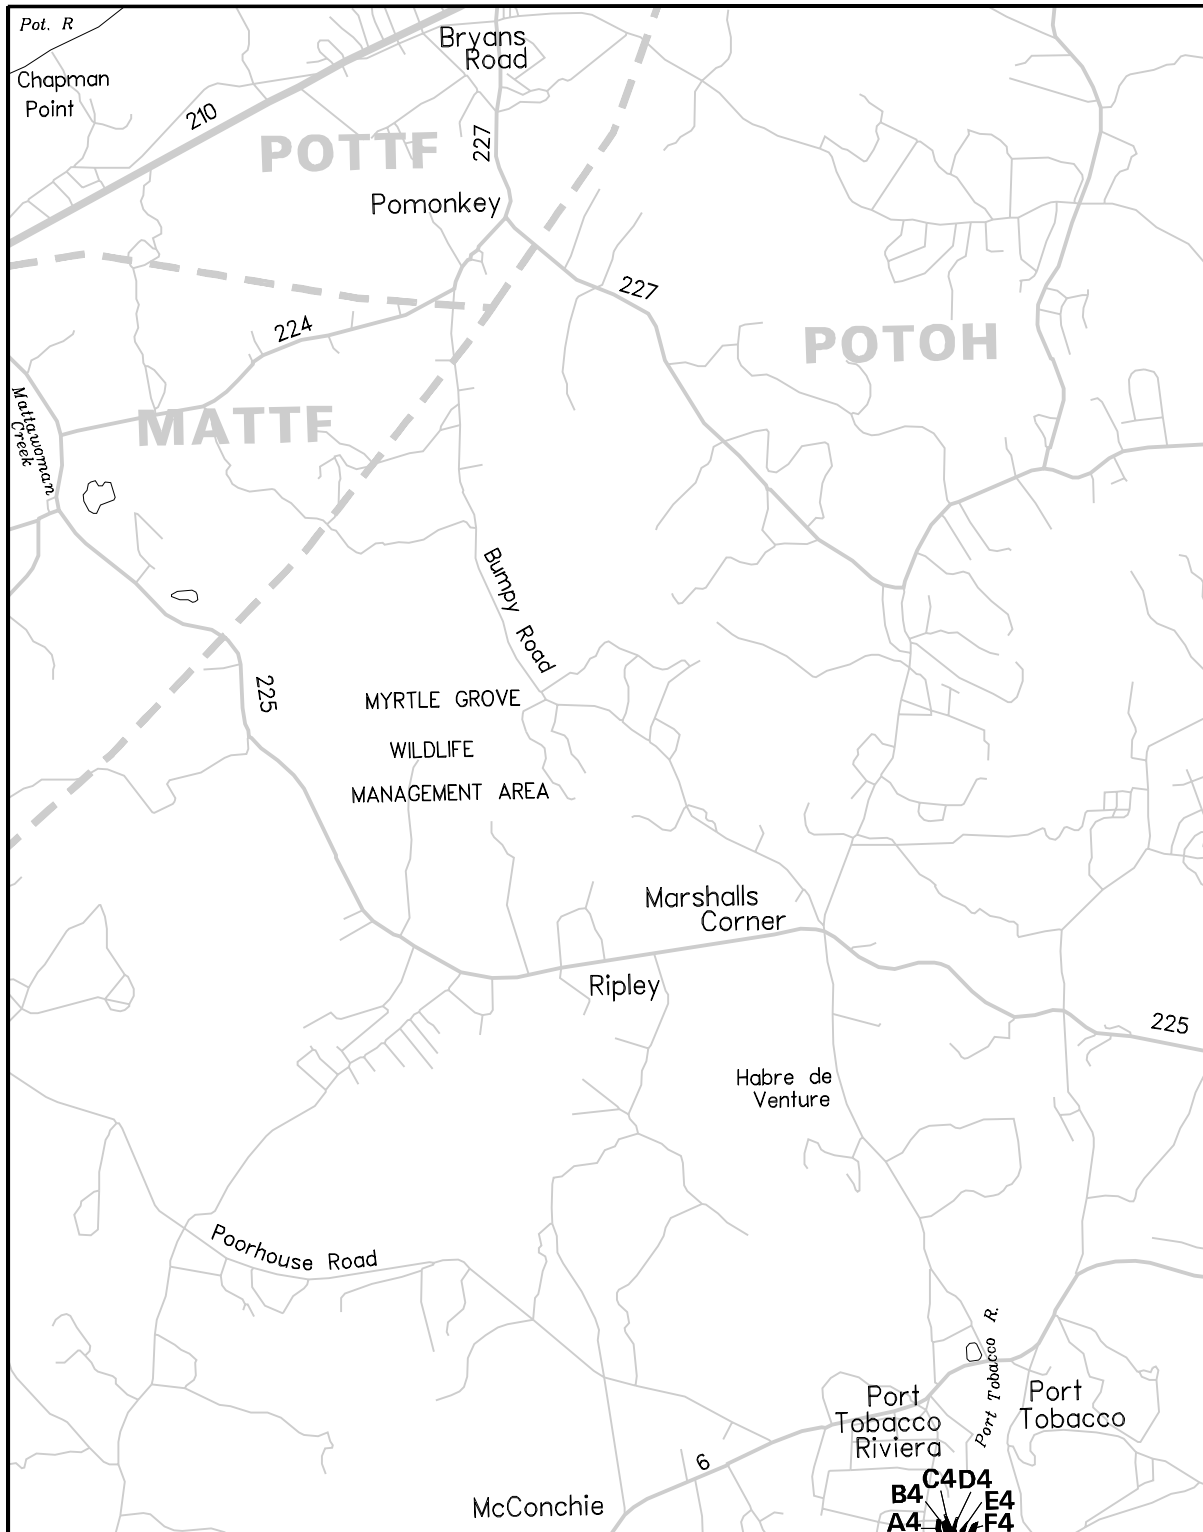 Pot. R
Bryans
Road
Chapman
Point
210
POTTF
227
Pomonkey
227
224
POTOH
Mattawoman
Creek
MATTF
Bumpy Road
225
MYRTLE GROVE
WILDLIFE
MANAGEMENT AREA
Marshalls
Corner
Ripley
225
Habre de
Venture
Poorhouse Road
Port Tobacco R.
Port
Tobacco
Riviera
Port
Tobacco
6
McConchie
C4 D4
B4 E4
A4 F4